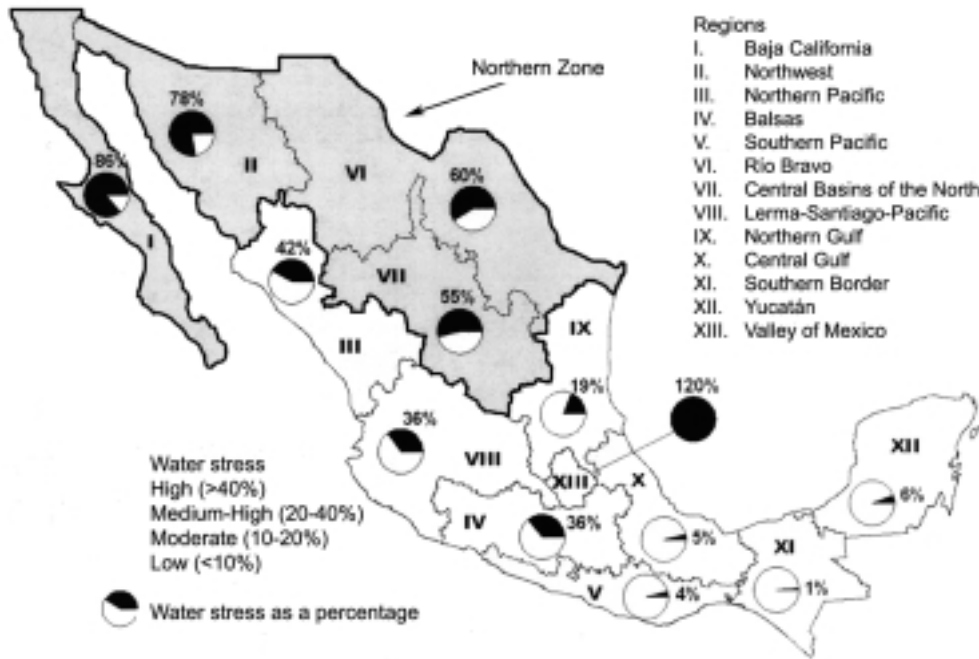 Regions
I. Baja California
II. Northwest
III. Northern Pacific
IV. Balsas
V. Southern Pacific
VI. Río Bravo
VII. Central Basins of the North
VIII. Lerma-Santiago-Pacific
IX. Northern Gulf
X. Central Gulf
XI. Southern Border
XII. Yucatán
XIII. Valley of Mexico
Northern Zone
78%
86%
II
VI
60%
I
42%
VII
55%
IX
III
19%
120%
36%
VIII
XIII
X
XII
6%
IV
36%
5%
XI
V
4%
1%
Water stress
High (>40%)
Medium-High (20-40%)
Moderate (10-20%)
Low (<10%)
Water stress as a percentage